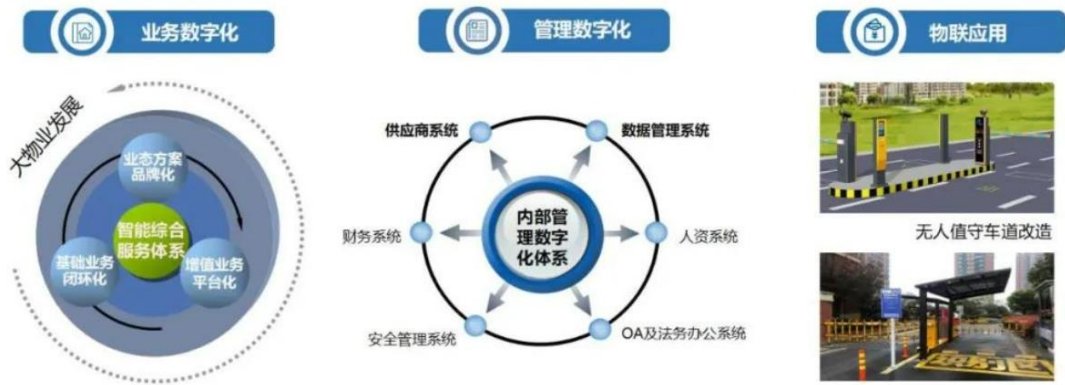 业务数字化
管理数字化
物联应用
大物业发展
业态方案
品牌化
智能综合
服务体系
基础业务
闭环化
增值业务
平台化
供应商系统
数据管理系统
财务系统
内部管
理数字
化体系
人资系统
安全管理系统
OA及法务办公系统
无人值守车道改造